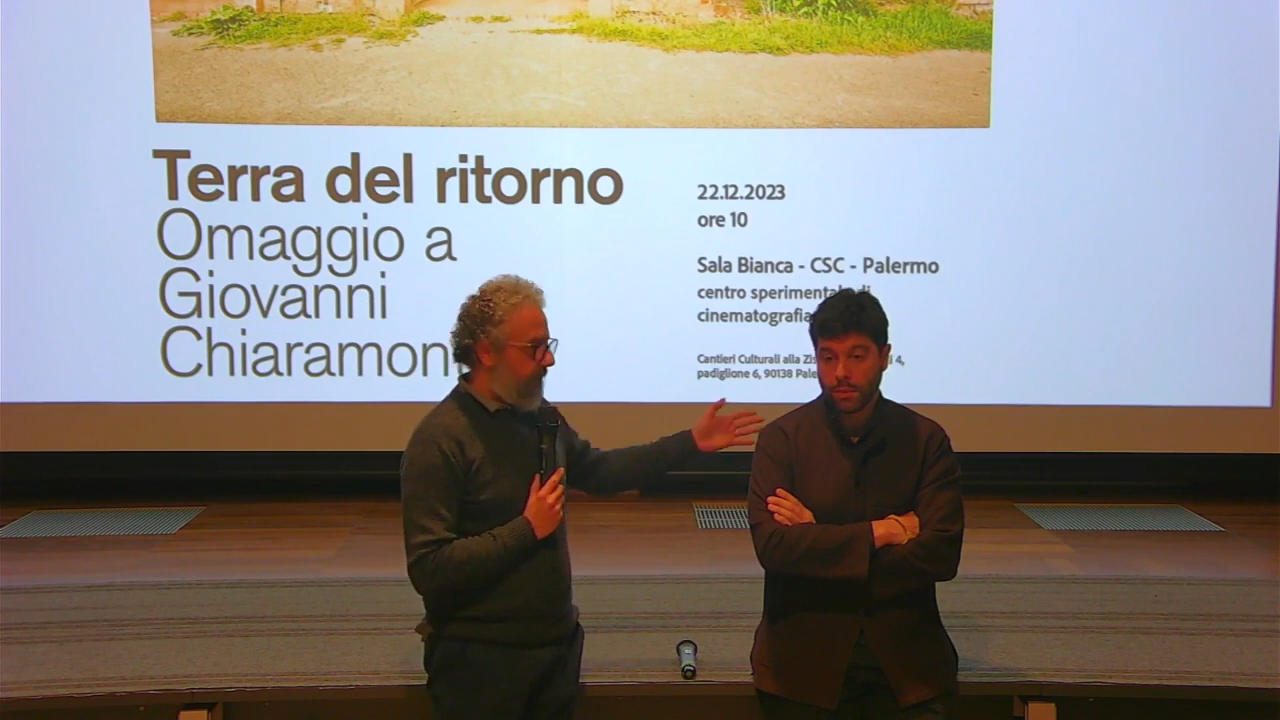 Terra del ritorno
Omaggio a
Giovanni
Chiaramon
22.12.2023
ore 10
Sala Bianca - CSC - Palermo
centro sperimentale di
cinematografia
Cantieri Culturali alla Zis 4,
padiglione 6, 90138 Pale